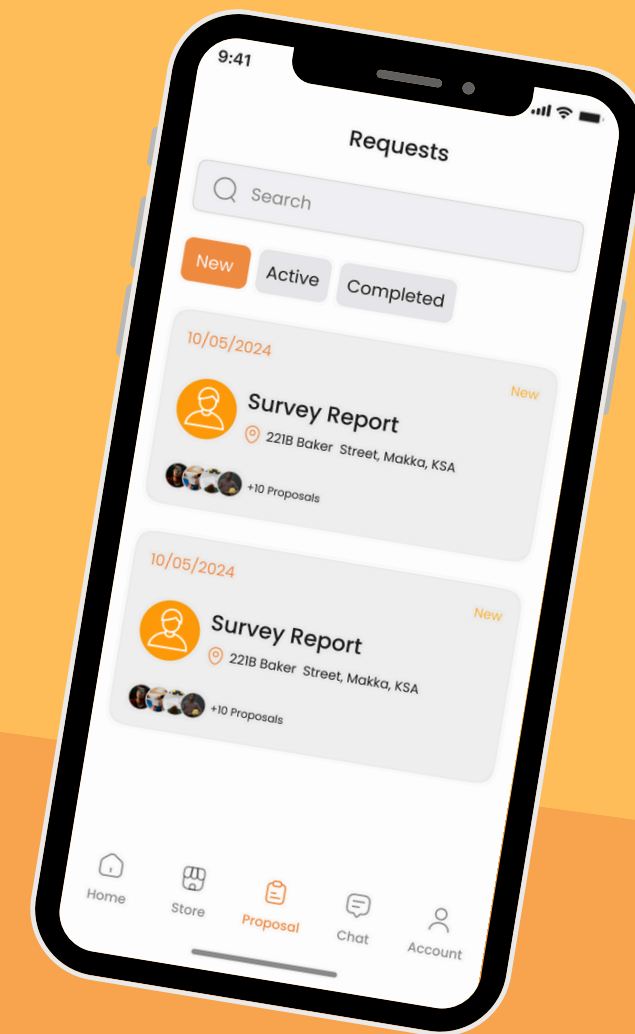 9:41
Requests
Search
New
Active
Completed
10/05/2024
New
Survey Report
221B Baker Street, Makka, KSA
+10 Proposals
10/05/2024
New
Survey Report
221B Baker Street, Makka, KSA
+10 Proposals
Home
Store
Proposal
Chat
Account